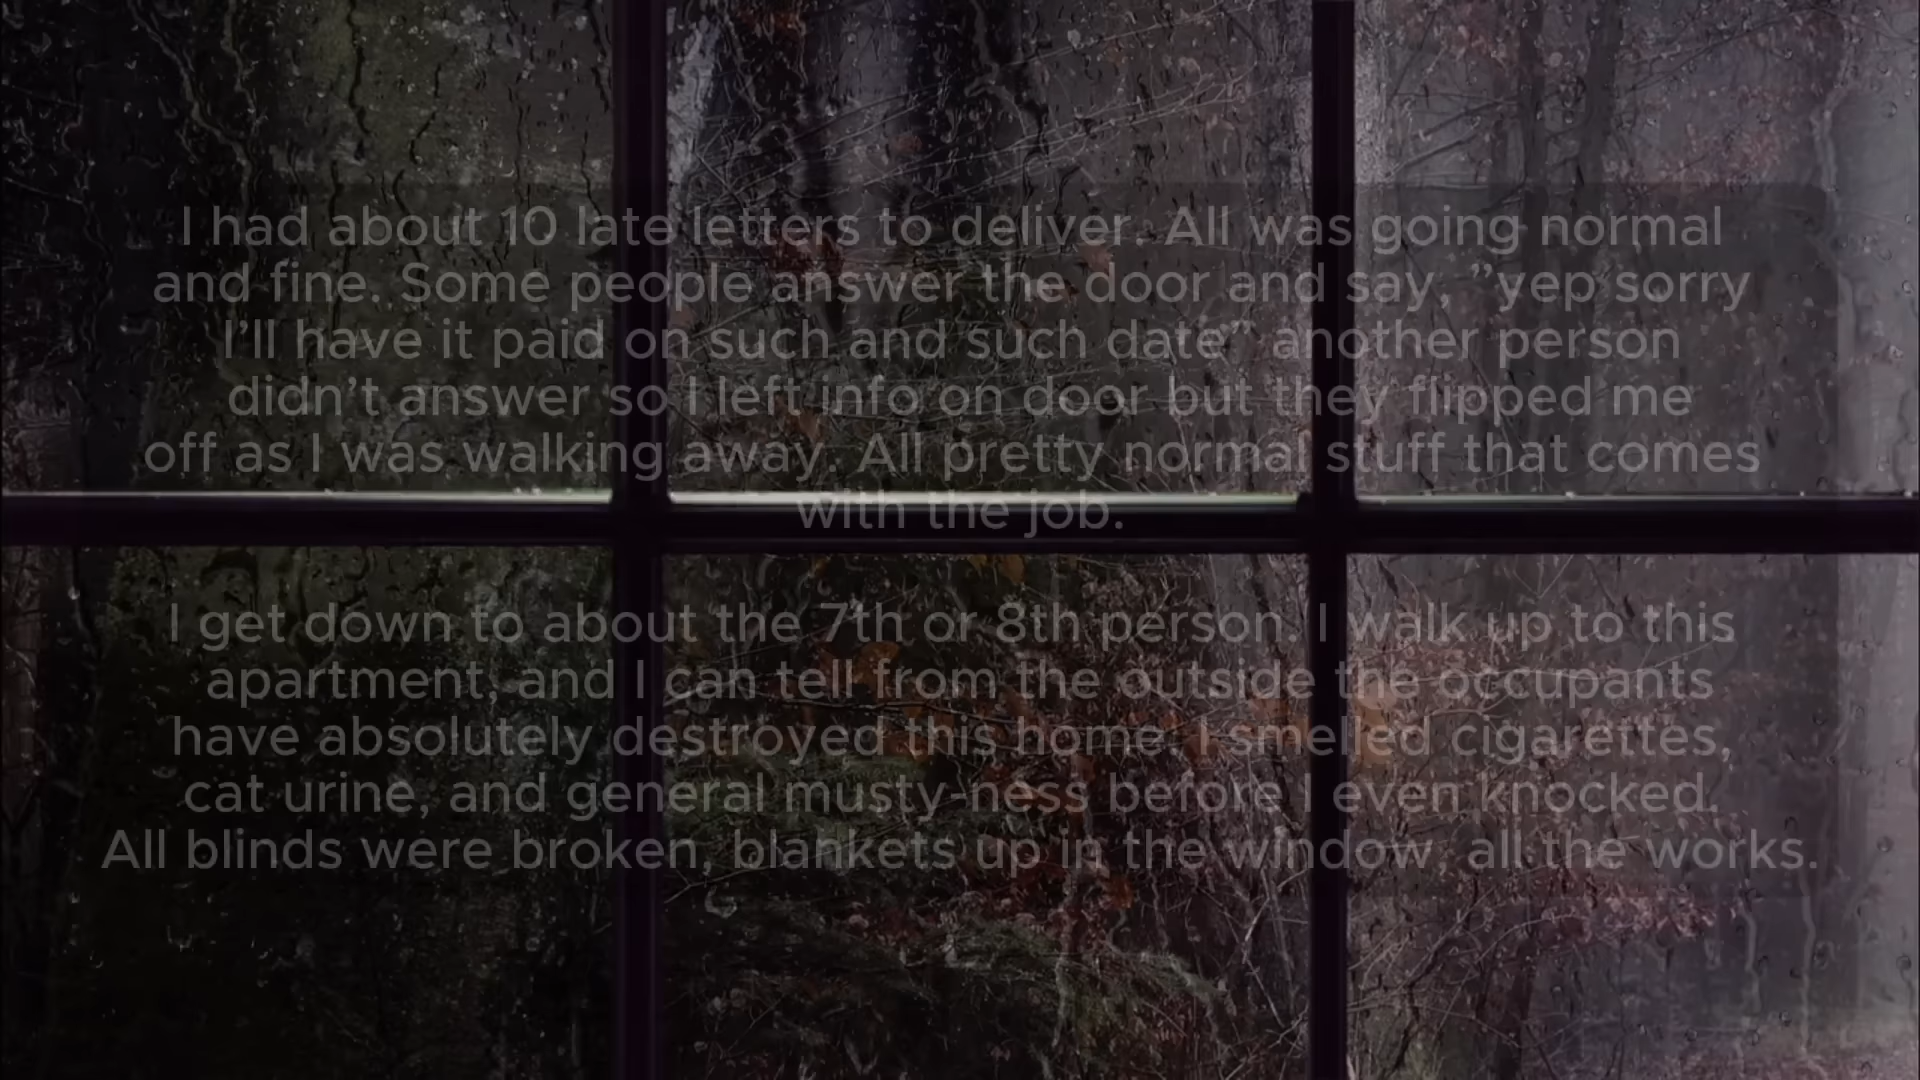 I had about 10 late letters to deliver. All was going normal
and fine. Some people answer the door and say, "yep sorry
I'll have it paid on such and such date" another person
didn't answer so I left info on door but they flipped me
off as I was walking away. All pretty normal stuff that comes
with the job.
I get down to about the 7th or 8th person. I walk up to this
apartment, and I can tell from the outside the occupants
have absolutely destroyed this home. I smelled cigarettes,
cat urine, and general musty-ness before I even knocked.
All blinds were broken, blankets up in the window, all the works.